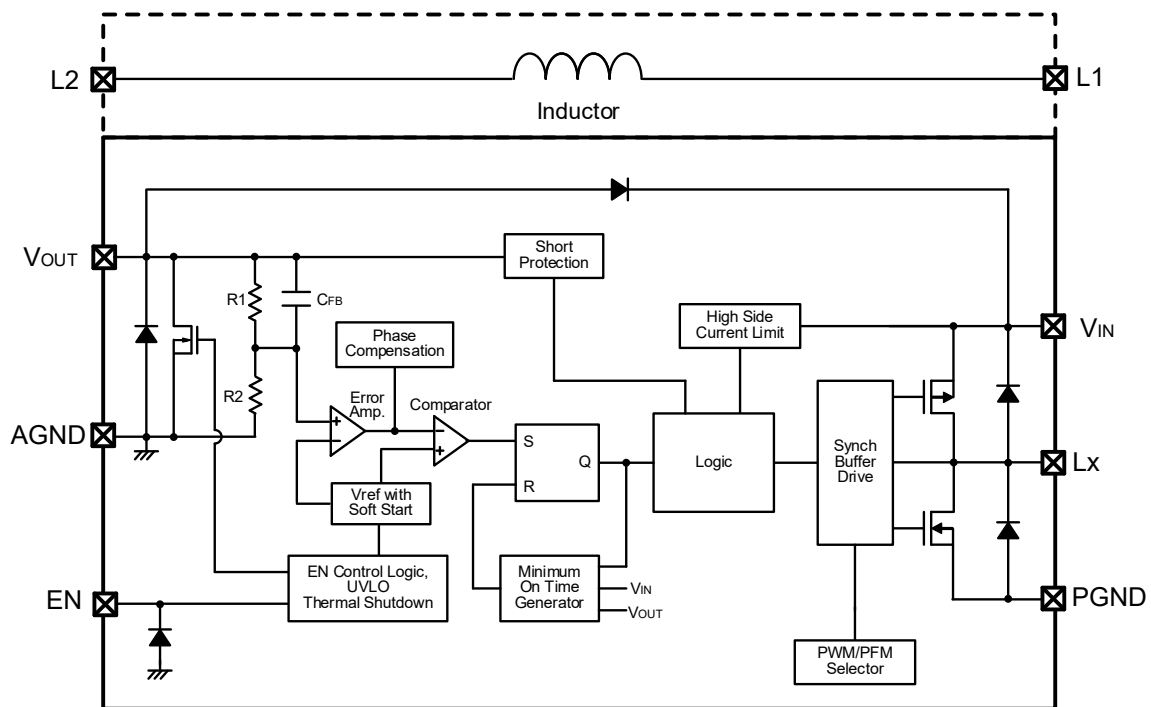 L2
L1
Inductor
VOUT
Short
Protection
R1
CFB
High Side
Current Limit
VIN
Phase
Compensation
R2
Error
Amp.
Comparator
AGND
+
−
−
+
S
Q
R
Logic
Synch
Buffer
Drive
Lx
Vref with
Soft Start
EN Control Logic,
UVLO
Thermal Shutdown
Minimum
On Time
Generator
VIN
VOUT
EN
PGND
PWM/PFM
Selector